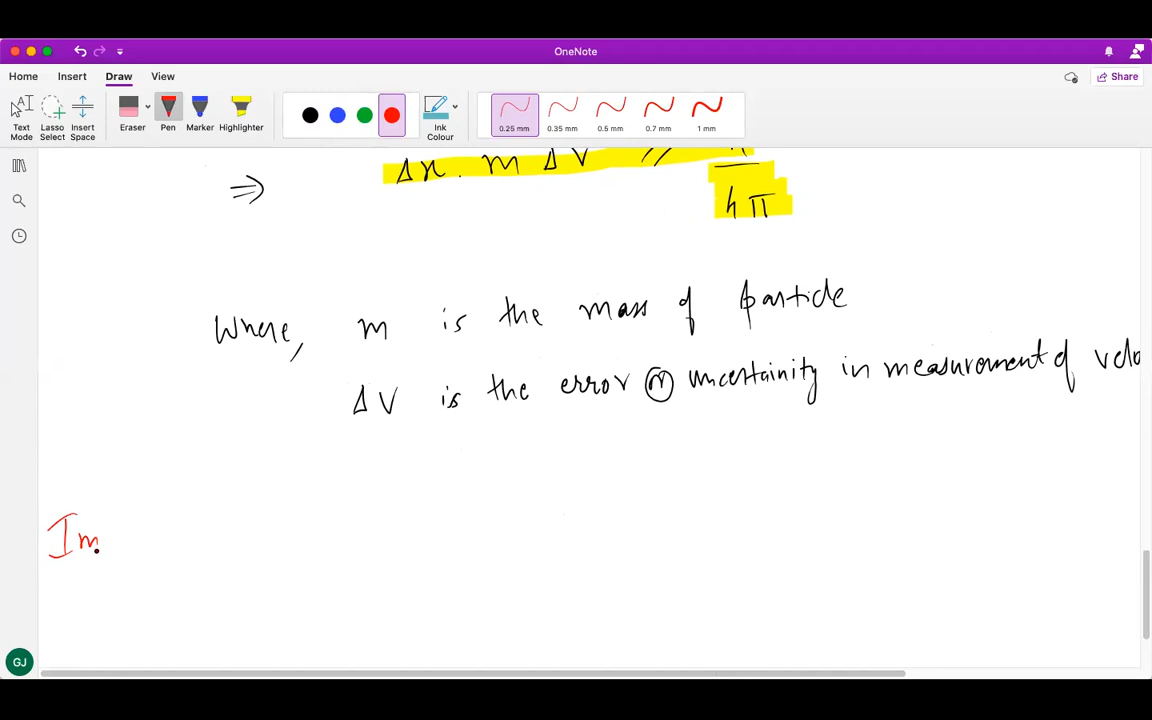 OneNote
Home Insert Draw View
Share
Text Mode
Lasso Select
Insert Space
Eraser
Pen
Marker
Highlighter
Ink Colour
0.25 mm
0.35 mm
0.5 mm
0.7 mm
1 mm
⇒ Δx . m Δv ≥
4π
Where, m is the mass of particle
Δv is the error or uncertainity in measurement of velo
Im
GJ